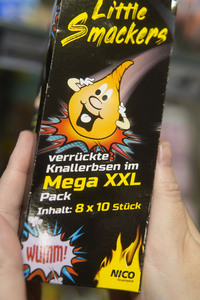 Little
Smackers
verrückte
Knallerbsen im
Mega XXL
Pack
Inhalt: 8 x 10 Stück
WUMM!
NICO